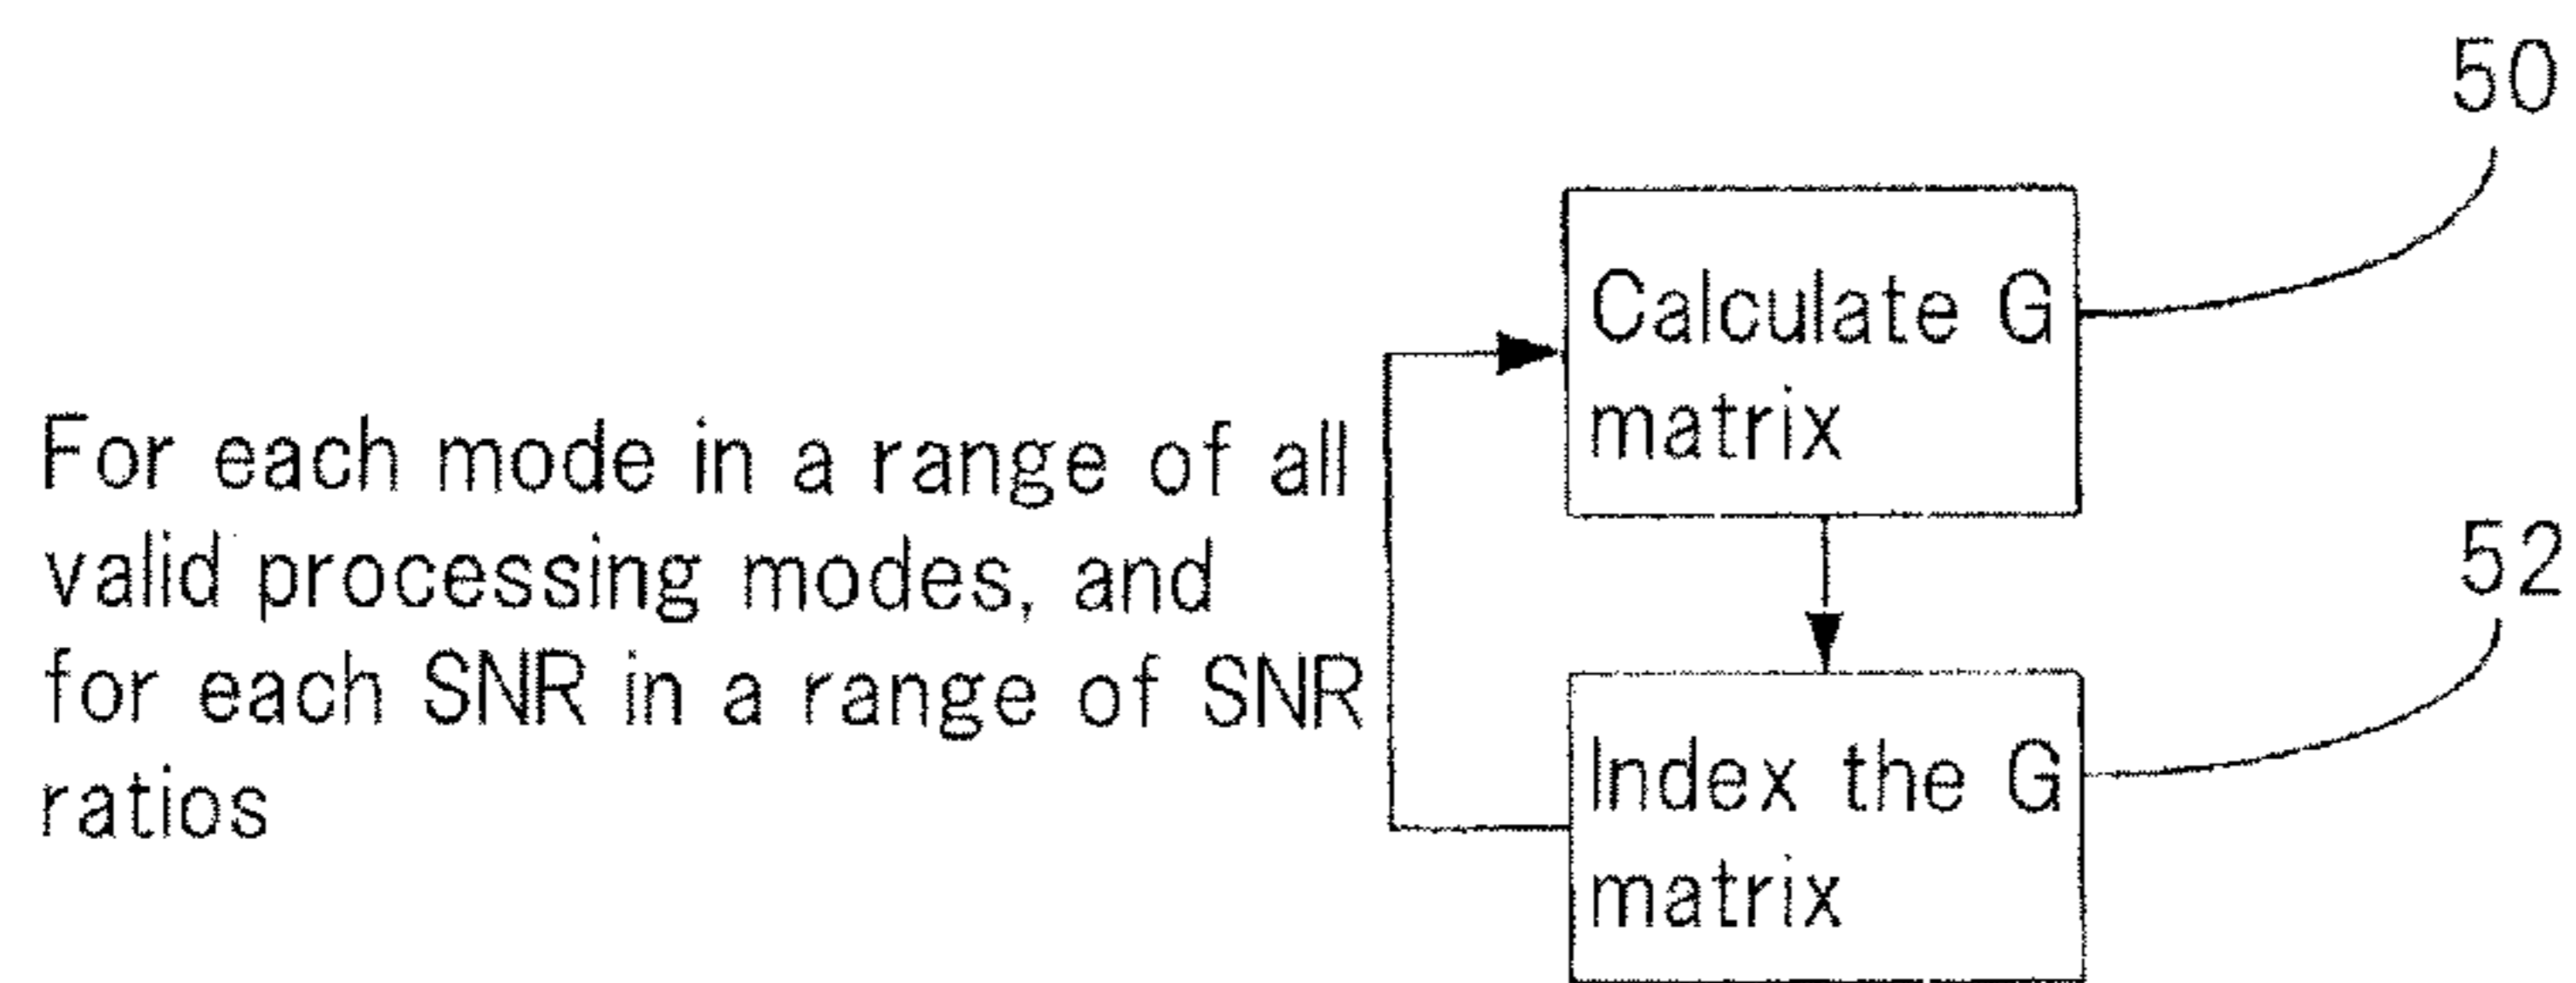 50
Calculate G
matrix
For each mode in a range of all
valid processing modes, and
for each SNR in a range of SNR
ratios
52
Index the G
matrix